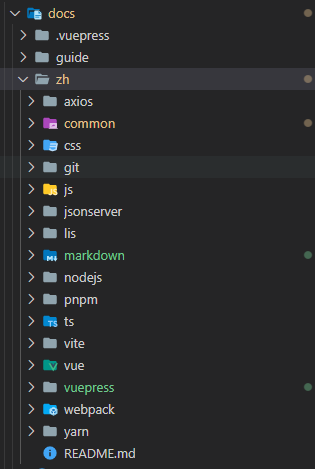 docs
.vuepress
guide
zh
axios
common
css
git
js
jsonserver
lis
markdown
nodejs
pnpm
ts
vite
vue
vuepress
webpack
yarn
README.md